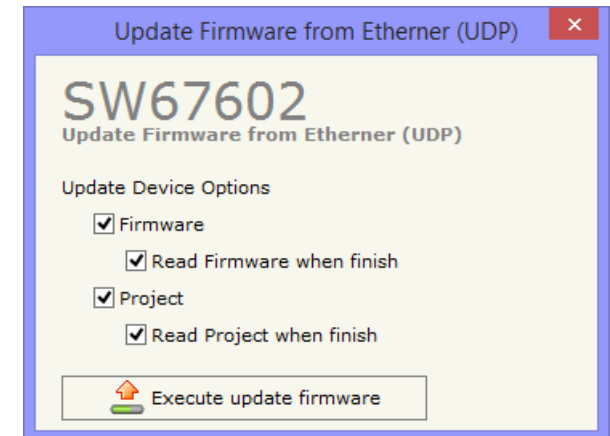 Update Firmware from Etherner (UDP)
SW67602
Update Firmware from Etherner (UDP)
Update Device Options
Firmware
Read Firmware when finish
Project
Read Project when finish
Execute update firmware